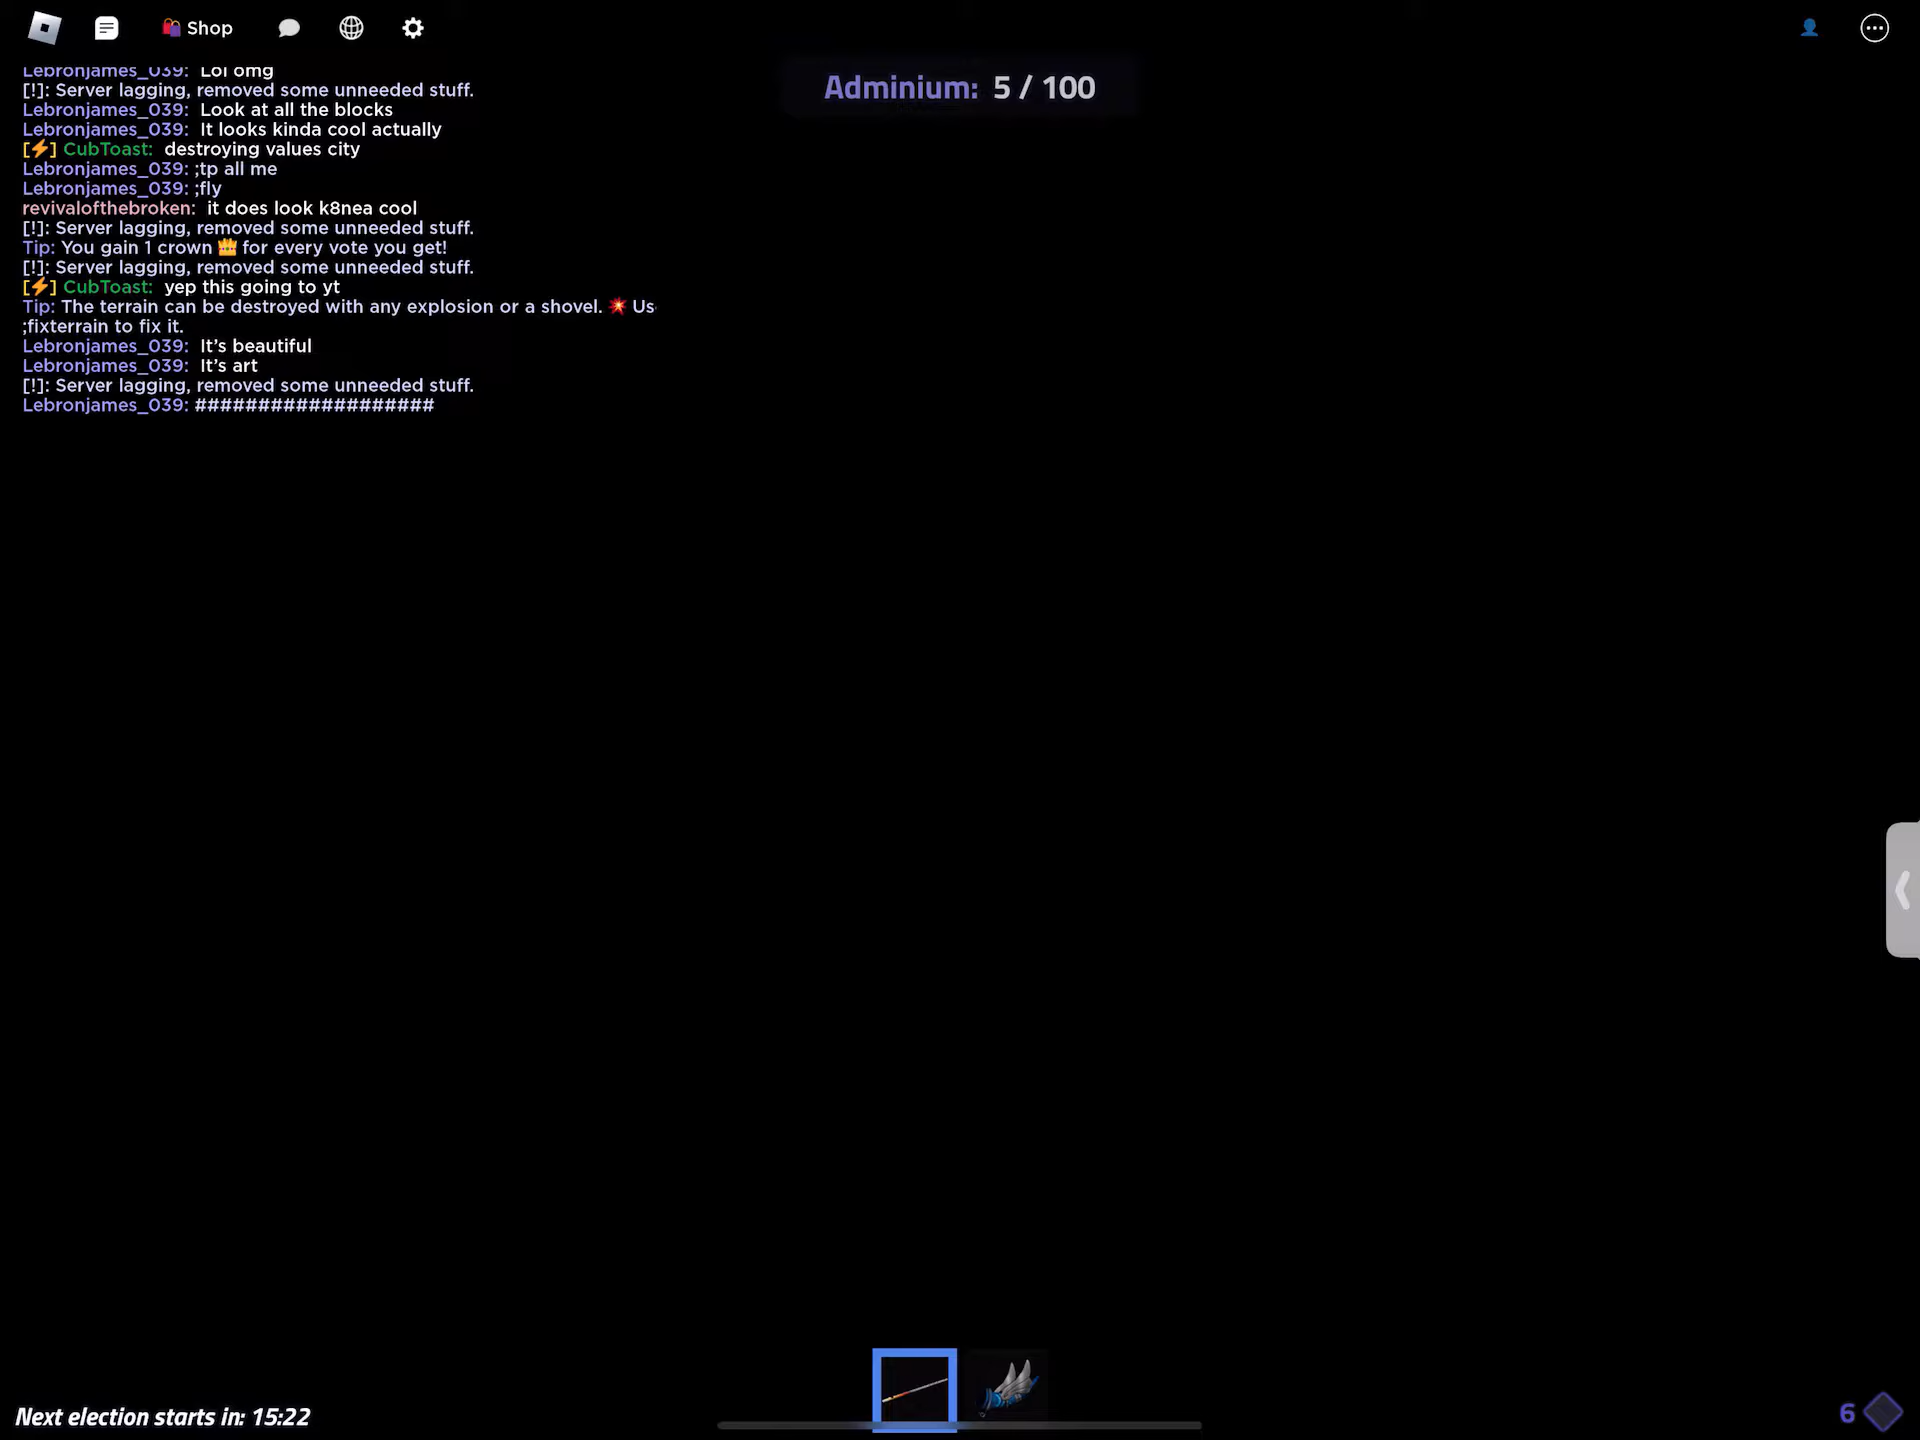 Shop
Adminium: 5 / 100
Lebronjames_039: Lol omg
[!]: Server lagging, removed some unneeded stuff.
Lebronjames_039: Look at all the blocks
Lebronjames_039: It looks kinda cool actually
[⚡] CubToast: destroying values city
Lebronjames_039: ;tp all me
Lebronjames_039: ;fly
revivalofthebroken: it does look k8nea cool
[!]: Server lagging, removed some unneeded stuff.
Tip: You gain 1 crown 👑 for every vote you get!
[!]: Server lagging, removed some unneeded stuff.
[⚡] CubToast: yep this going to yt
Tip: The terrain can be destroyed with any explosion or a shovel. 💥 Us
;fixterrain to fix it.
Lebronjames_039: It’s beautiful
Lebronjames_039: It’s art
[!]: Server lagging, removed some unneeded stuff.
Lebronjames_039: ###################
Next election starts in: 15:22
6